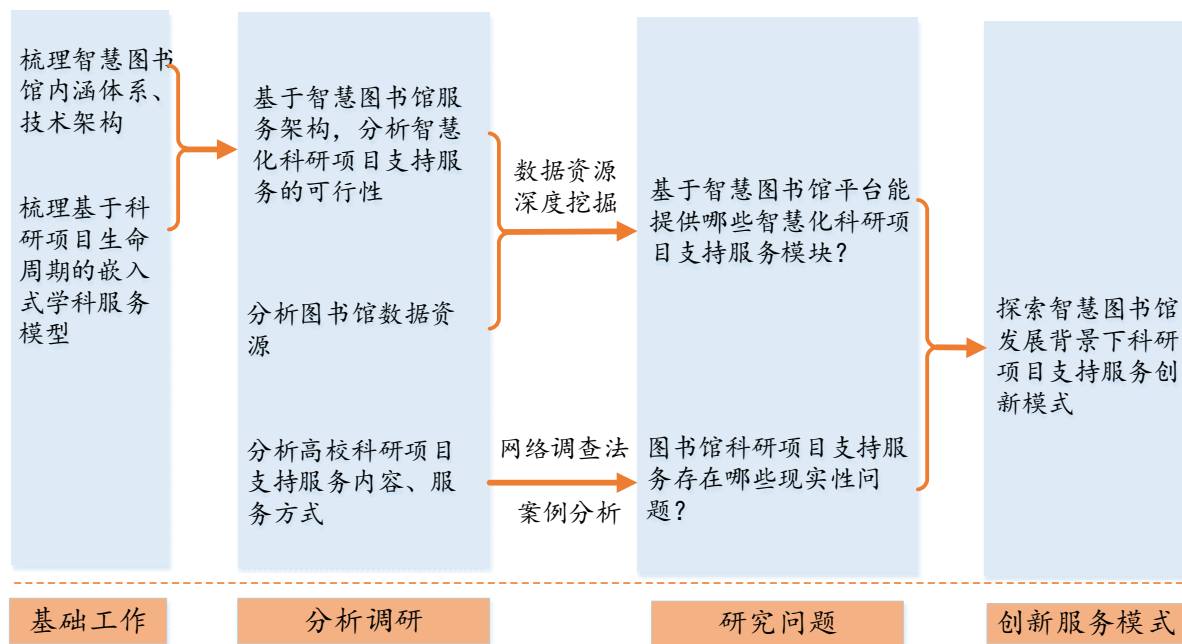 梳理智慧图书
馆内涵体系、
技术架构
梳理基于科
研项目生命
周期的嵌入
式学科服务
模型
基于智慧图书馆服
务架构，分析智慧
化科研项目支持服
务的可行性
分析图书馆数据资
源
分析高校科研项目
支持服务内容、服
务方式
数据资源
深度挖掘
网络调查法
案例分析
基于智慧图书馆平台能
提供哪些智慧化科研项
目支持服务模块？
图书馆科研项目支持服
务存在哪些现实性问
题？
探索智慧图书馆
发展背景下科研
项目支持服务创
新模式
基础工作
分析调研
研究问题
创新服务模式